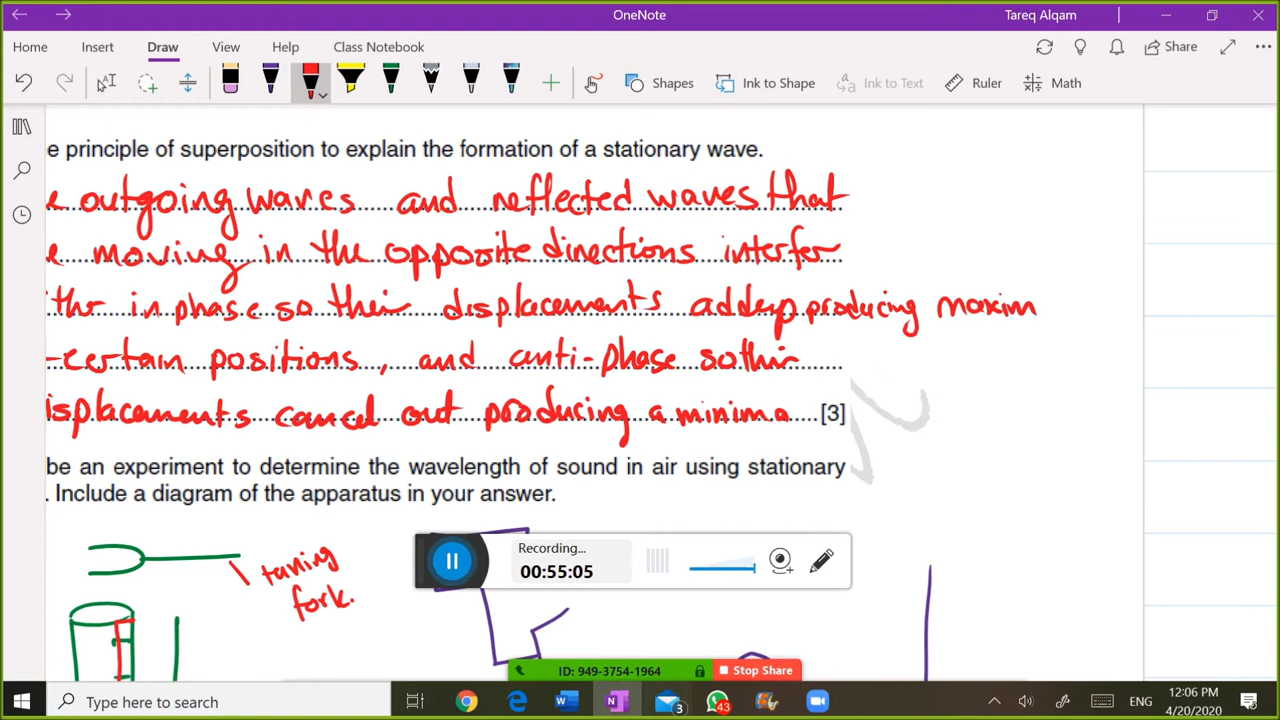 OneNote
Tareq Alqam
Home Insert Draw View Help Class Notebook
Share
Shapes Ink to Shape Ink to Text Ruler Math
e principle of superposition to explain the formation of a stationary wave.
e outgoing waves and reflected waves that
e moving in the opposite directions interfer
ithr in phase so their displacements add up producing maxim
certain positions, and anti-phase so thir
isplacements cancel out producing a minima [3]
be an experiment to determine the wavelength of sound in air using stationary
. Include a diagram of the apparatus in your answer.
tuning
fork.
Recording...
00:55:05
ID: 949-3754-1964 Stop Share
Type here to search
3
43
ENG
12:06 PM
4/20/2020